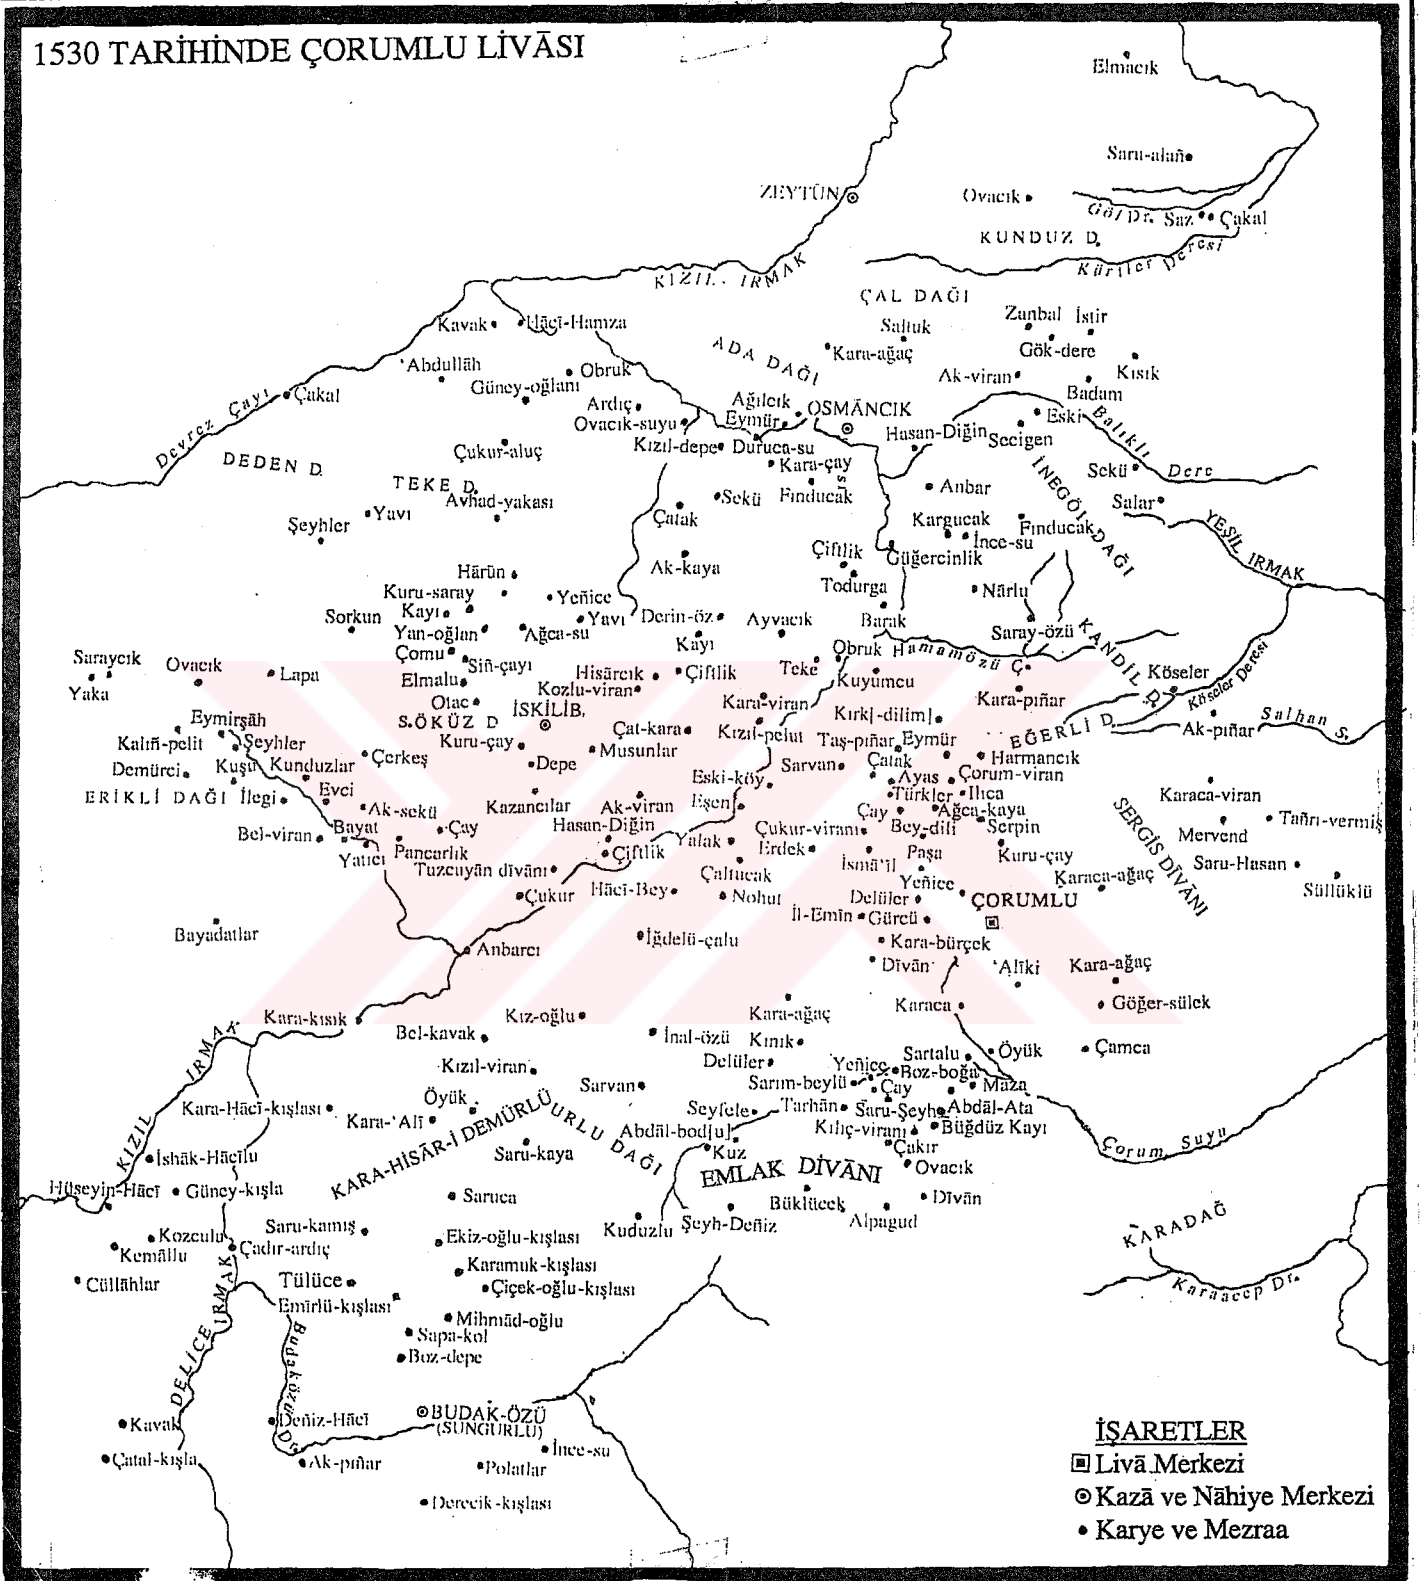 1530 TARİHİNDE ÇORUMLU LİVĀSI
Elmacık
Saru-alañ
ZEYTÜN
Ovacık
Göl Dr.
Saz
Çakal
KUNDUZ D.
Kürtler Deresi
KIZIL IRMAK
ÇAL DAĞI
Kavak
Hācī-Hamza
Saltuk
Zanbal
İstir
ADA DAĞI
Kara-ağaç
Gök-dere
'Abdullāh
Obruk
Güney-oğlanı
Ak-viran
Kısık
Badam
Devrez Çayı
Çakal
Ardıç
Ağılcık
OSMĀNCIK
Eski
Balıklı Dere
Ovacık-suyu
Eymür
Hasan-Diğin
Secigen
Kızıl-depe
Duruca-su
Çukur-aluç
DEDEN D.
Kara-çay
İNEGÖL DAĞI
Sekü
TEKE D.
Avhad-yakası
Sekü
Fınducak
Anbar
Salar
Şeyhler
Yavı
Çatak
Kargucak
Fınducak
YEŞİL IRMAK
İnce-su
Çiftlik
Güğercinlik
Ak-kaya
Hārün
Todurga
Kuru-saray
Yeñice
Nārlu
Sorkun
Kayı
Yavı
Derin-öz
Ayvacık
Barak
Yan-oğlan
Ağca-su
Kayı
Saray-özü
KANDİL D.
Çomu
Obruk
Hamamözü Ç.
Saraycık
Ovacık
Siñ-çayı
Yaka
Lapa
Elmalu
Hisārcık
Çiftlik
Teke
Kuyumcu
Köseler
Köseler Deresi
Kozlu-viran
Kara-pıñar
Otac
İSKİLİB
Kara-viran
S.ÖKÜZ D
Kırk[-dilim]
Eymirşāh
Çat-kara
Kızıl-pelut
EĞERLİ D.
Ak-pıñar
Salhan S.
Kaliñ-pelit
Şeyhler
Kuru-çay
Musunlar
Taş-pıñar
Eymür
Harmancık
Demürci
Kuşu
Kunduzlar
Çerkeş
Depe
Sarvan
Çatak
Eski-köy
Ayas
Çorum-viran
ERİKLİ DAĞI
İlegi
Evci
Ak-sekü
Kazancılar
Ak-viran
Eşen
Türkler
Ilıca
Karaca-viran
Çay
Ağca-kaya
SERGİS DİVĀNI
Tañrı-vermiş
Bel-viran
Bayat
Çay
Hasan-Diğin
Yalak
Çukur-viranı
Bey-dili
Serpin
Mervend
Yatici
Pancarlık
Çiftlik
Erdek
İsmā'il
Paşa
Kuru-çay
Saru-Hasan
Tuzcuyān dīvānı
Çaltucak
Yeñice
Karaca-ağaç
Süllüklü
Çukur
Hācī-Bey
Nohut
Delüler
ÇORUMLU
İl-Emīn
Gürcü
Bayadatlar
İğdelü-çalu
Kara-bürçek
Anbarcı
Dīvān
'Alīki
Kara-ağaç
Kara-kısık
Kız-oğlu
Kara-ağaç
Karaca
Göğer-sülek
Bel-kavak
İnal-özü
Kınık
KIZIL IRMAK
Delüler
Sartalu
Öyük
Çamca
Kızıl-viran
Yeñice
Boz-boğa
Sarvan
Sarım-beylü
Çay
Maza
Kara-Hācī-kışlası
Öyük
Seyfele
Tarhān
Saru-Şeyh
Abdāl-Ata
Kara-'Alī
KARA-HİSĀR-İ DEMÜRLÜ
URLU DAĞI
Abdāl-bod[u]
Kılıç-viranı
Büğdüz Kayı
Çorum Suyu
Saru-kaya
Kuz
Çakır
İshāk-Hācīlu
EMLAK DİVĀNI
Ovacık
Hüseyin-Hācī
Güney-kışla
Saruca
Büklücek
Dīvān
Kuduzlu
Şeyh-Deñiz
Alpagud
Kozculu
Saru-kamış
Ekiz-oğlu-kışlası
KARADAĞ
Kemāllu
Çadır-ardıç
Cüllāhlar
Tülüce
Karamuk-kışlası
Çiçek-oğlu-kışlası
Karaacep Dr.
Emīrlü-kışlası
DELİCE IRMAK
Budaközü Dr.
Mihmād-oğlu
Sapa-kol
Boz-depe
Kavak
Deñiz-Hācī
BUDAK-ÖZÜ
(SUNGURLU)
İnce-su
Çatal-kışla
Ak-pıñar
Polatlar
Derecik-kışlası
İŞARETLER
Livā Merkezi
Kazā ve Nāhiye Merkezi
Karye ve Mezraa